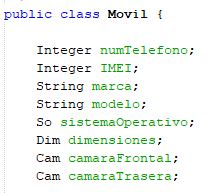 public class Movil {
Integer numTelefono;
Integer IMEI;
String marca;
String modelo;
So sistemaOperativo;
Dim dimensiones;
Cam camaraFrontal;
Cam camaraTrasera;